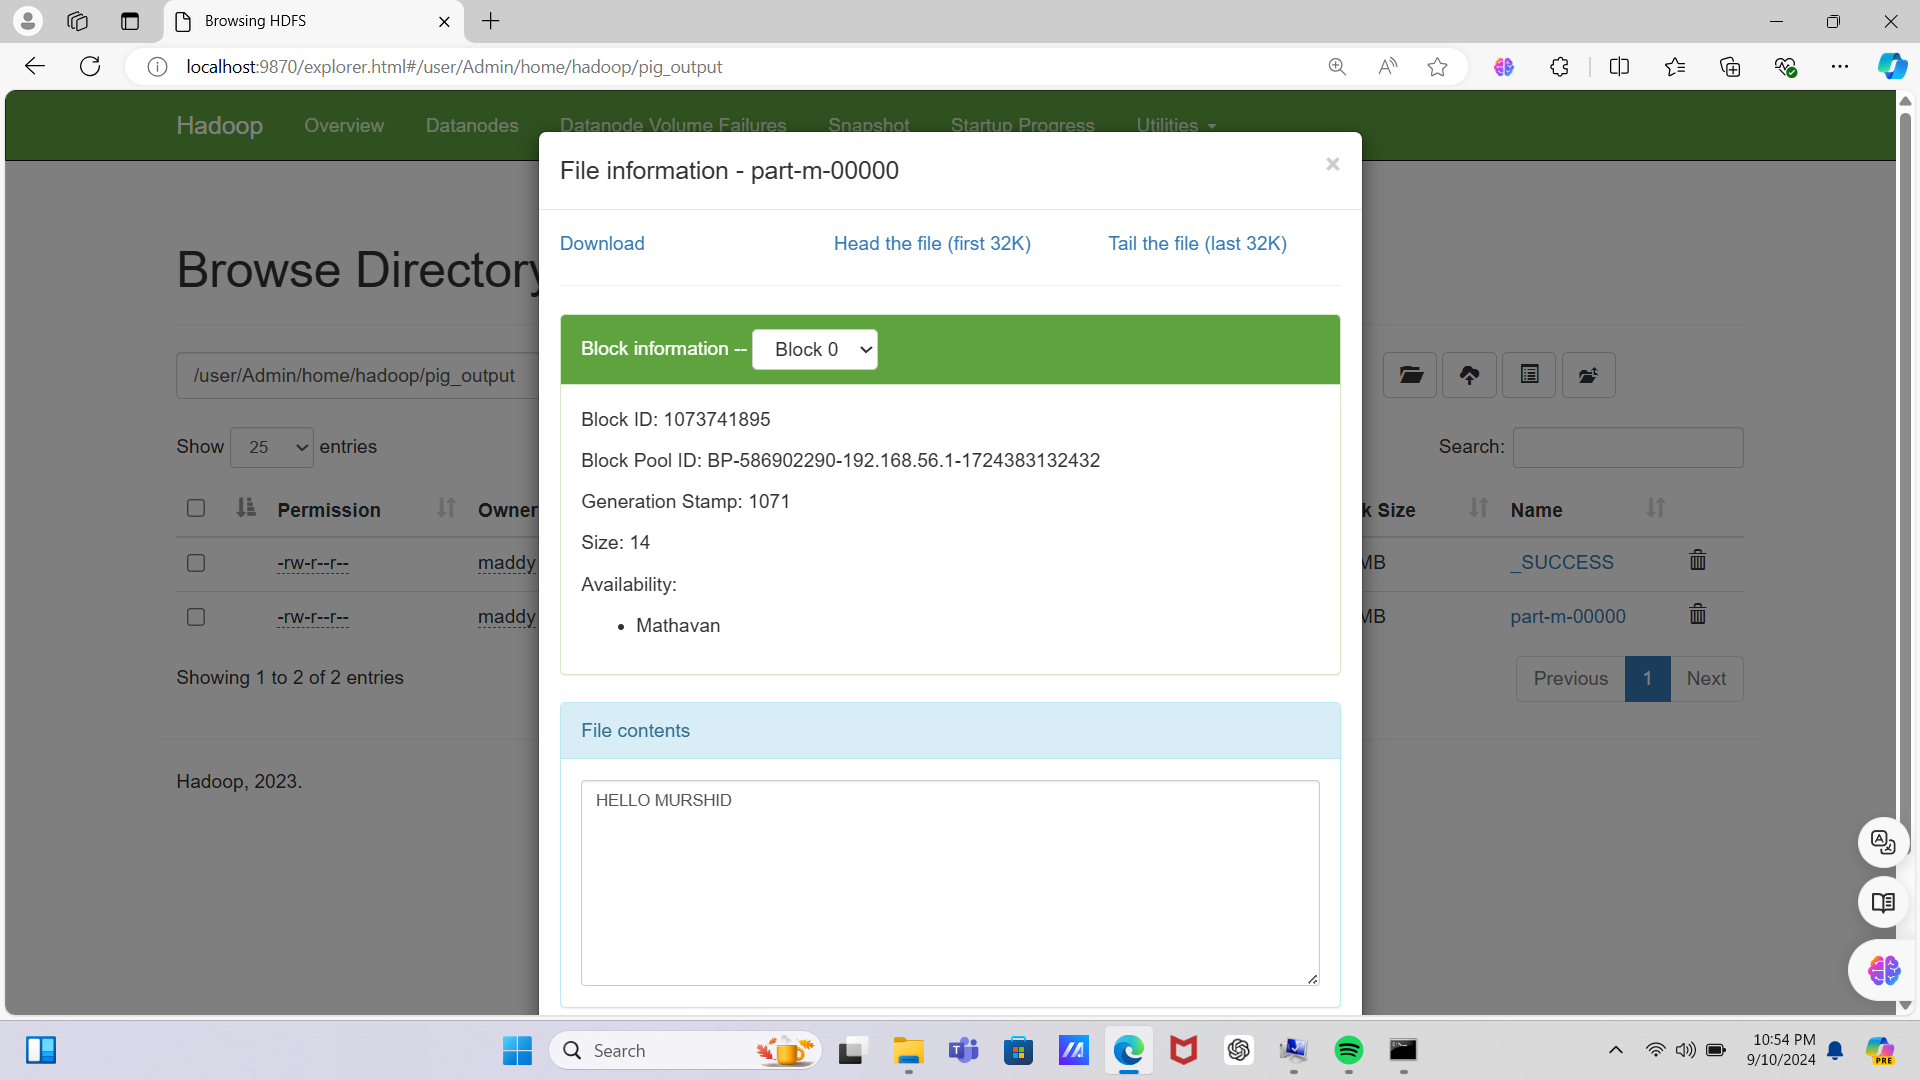 Browsing HDFS
localhost:9870/explorer.html#/user/Admin/home/hadoop/pig_output
Hadoop Overview Datanodes Datanode Volume Failures Snapshot Startup Progress Utilities
File information - part-m-00000 ×
Download Head the file (first 32K) Tail the file (last 32K)
Browse Directory
Block information -- Block 0
/user/Admin/home/hadoop/pig_output
Block ID: 1073741895
Show 25 entries
Search:
Block Pool ID: BP-586902290-192.168.56.1-1724383132432
Generation Stamp: 1071
Permission Owner k Size Name
Size: 14
-rw-r--r-- maddy MB _SUCCESS
Availability:
-rw-r--r-- maddy MB part-m-00000
• Mathavan
Showing 1 to 2 of 2 entries
Previous 1 Next
File contents
Hadoop, 2023.
HELLO MURSHID
Search
10:54 PM
9/10/2024
PRE